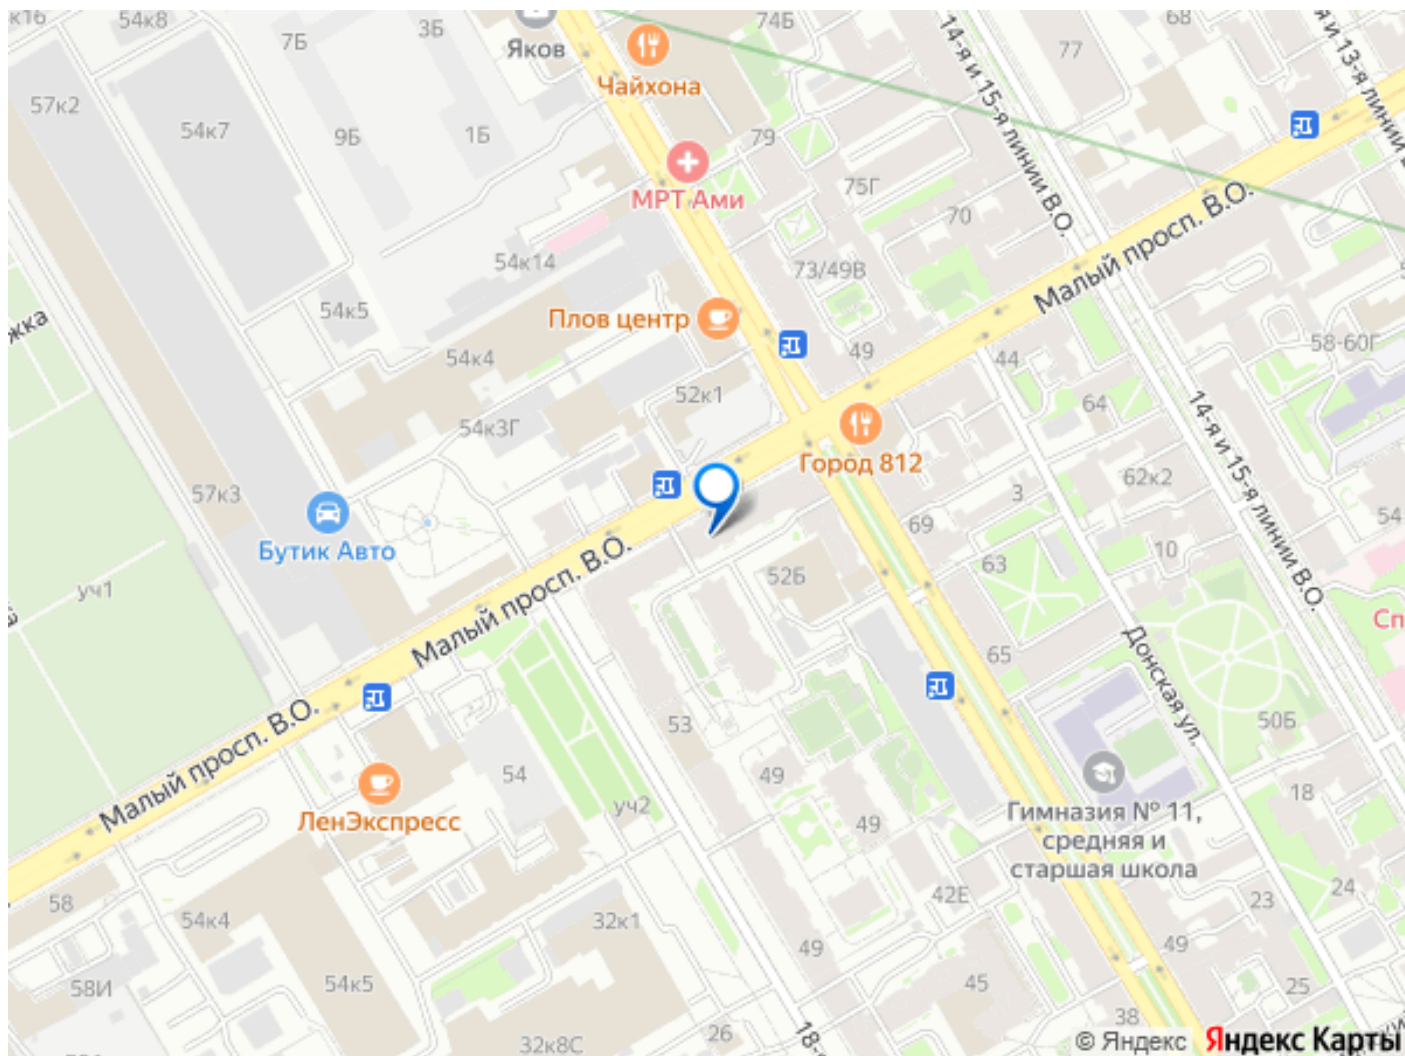 54к8
74Б
68
7Б
3Б
Яков
77
Чайхона
57к2
54к7
9Б
1Б
79
14-я и 15-я линии В.О.
МРТ Ами
75Г
70
54к14
73/49В
Малый просп. В.О.
54к5
Плов центр
54к4
49
44
58-60Г
52к1
64
54к3Г
Город 812
14-я и 15-я линии В.О.
57к3
3
62к2
69
54
Бутик Авто
10
уч1
52Б
63
Малый просп. В.О.
65
Донская ул.
50Б
Малый просп. В.О.
53
54
49
18
ЛенЭкспресс
уч2
49
Гимназия № 11,
средняя и
старшая школа
58
54к4
32к1
42Е
23
24
49
49
58И
54к5
45
25
32к8С
26
38
© Яндекс Яндекс Карты